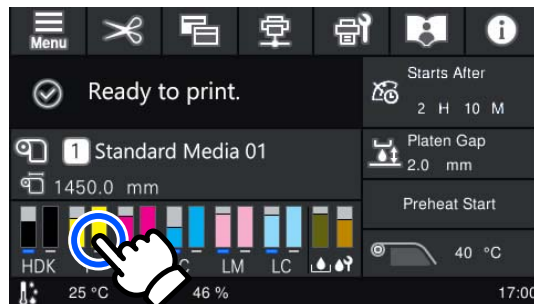 Menu
Ready to print.
Starts After
2 H 10 M
1 Standard Media 01
1450.0 mm
Platen Gap
2.0 mm
Preheat Start
HDK
LM
LC
40 °C
25 °C
46 %
17:00